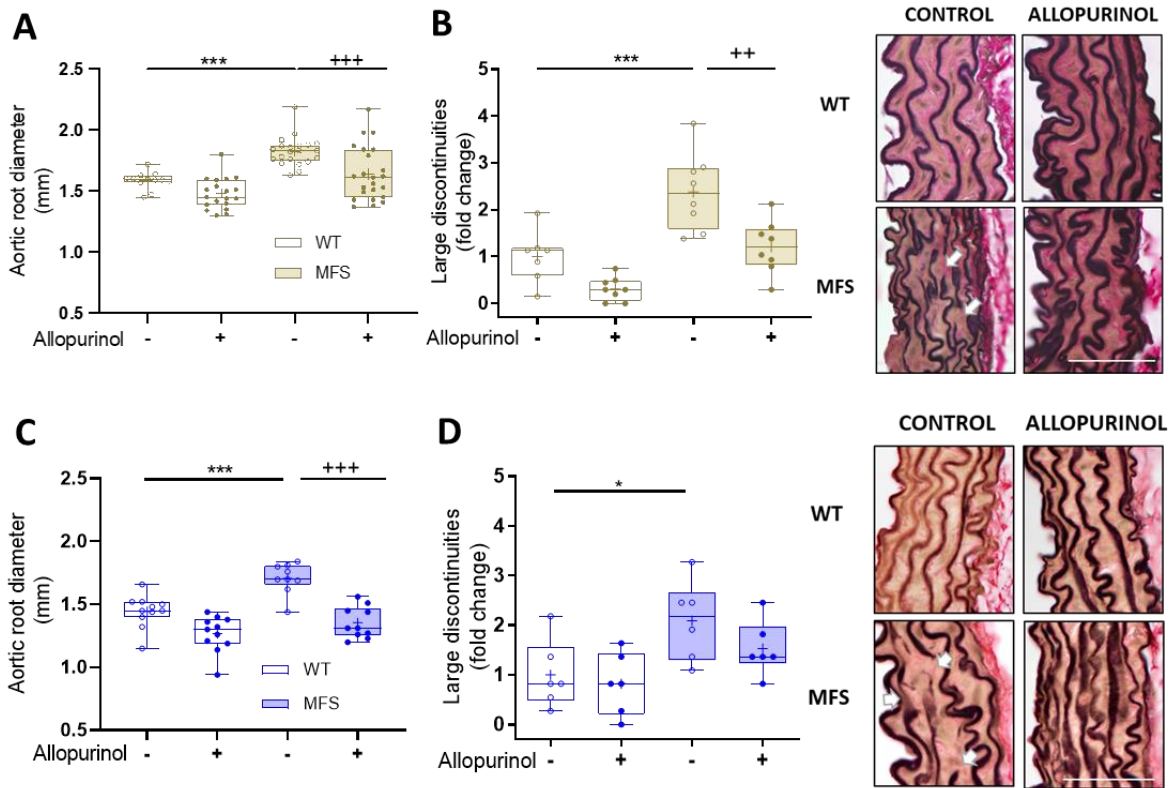 A
Aortic root diameter
(mm)
2.5
2.0
1.5
1.0
0.5
***
+++
WT
MFS
Allopurinol
-
+
-
+
B
Large discontinuities
(fold change)
5
4
3
2
1
0
***
++
-
+
-
+
CONTROL
ALLOPURINOL
WT
MFS
C
Aortic root diameter
(mm)
2.5
2.0
1.5
1.0
0.5
***
+++
WT
MFS
Allopurinol
-
+
-
+
D
Large discontinuities
(fold change)
5
4
3
2
1
0
*
Allopurinol
-
+
-
+
CONTROL
ALLOPURINOL
WT
MFS